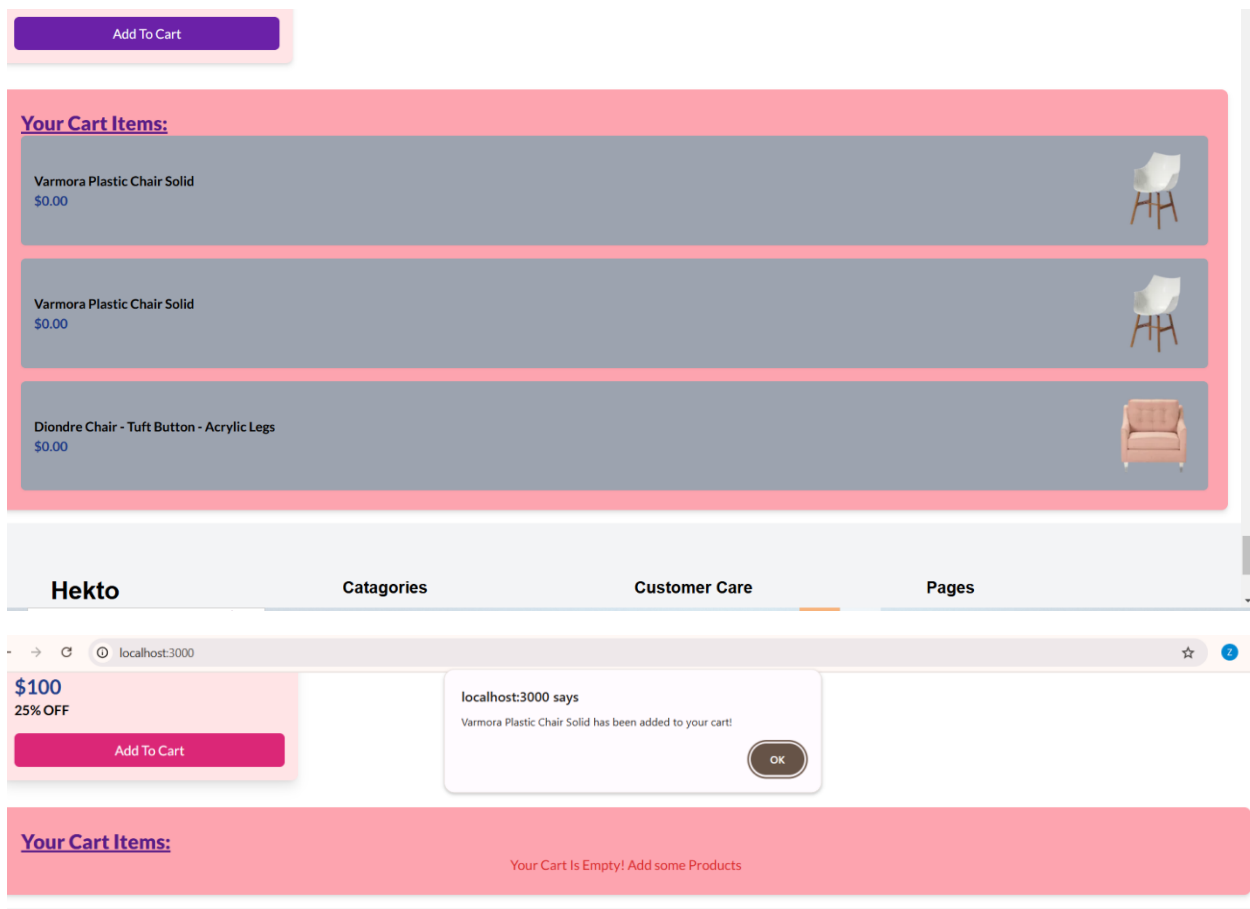 Add To Cart
Your Cart Items:
Varmora Plastic Chair Solid
$0.00
Varmora Plastic Chair Solid
$0.00
Diondre Chair - Tuft Button - Acrylic Legs
$0.00
Hekto
Catagories
Customer Care
Pages
localhost:3000
Z
$100
25% OFF
Add To Cart
localhost:3000 says
Varmora Plastic Chair Solid has been added to your cart!
OK
Your Cart Items:
Your Cart Is Empty! Add some Products